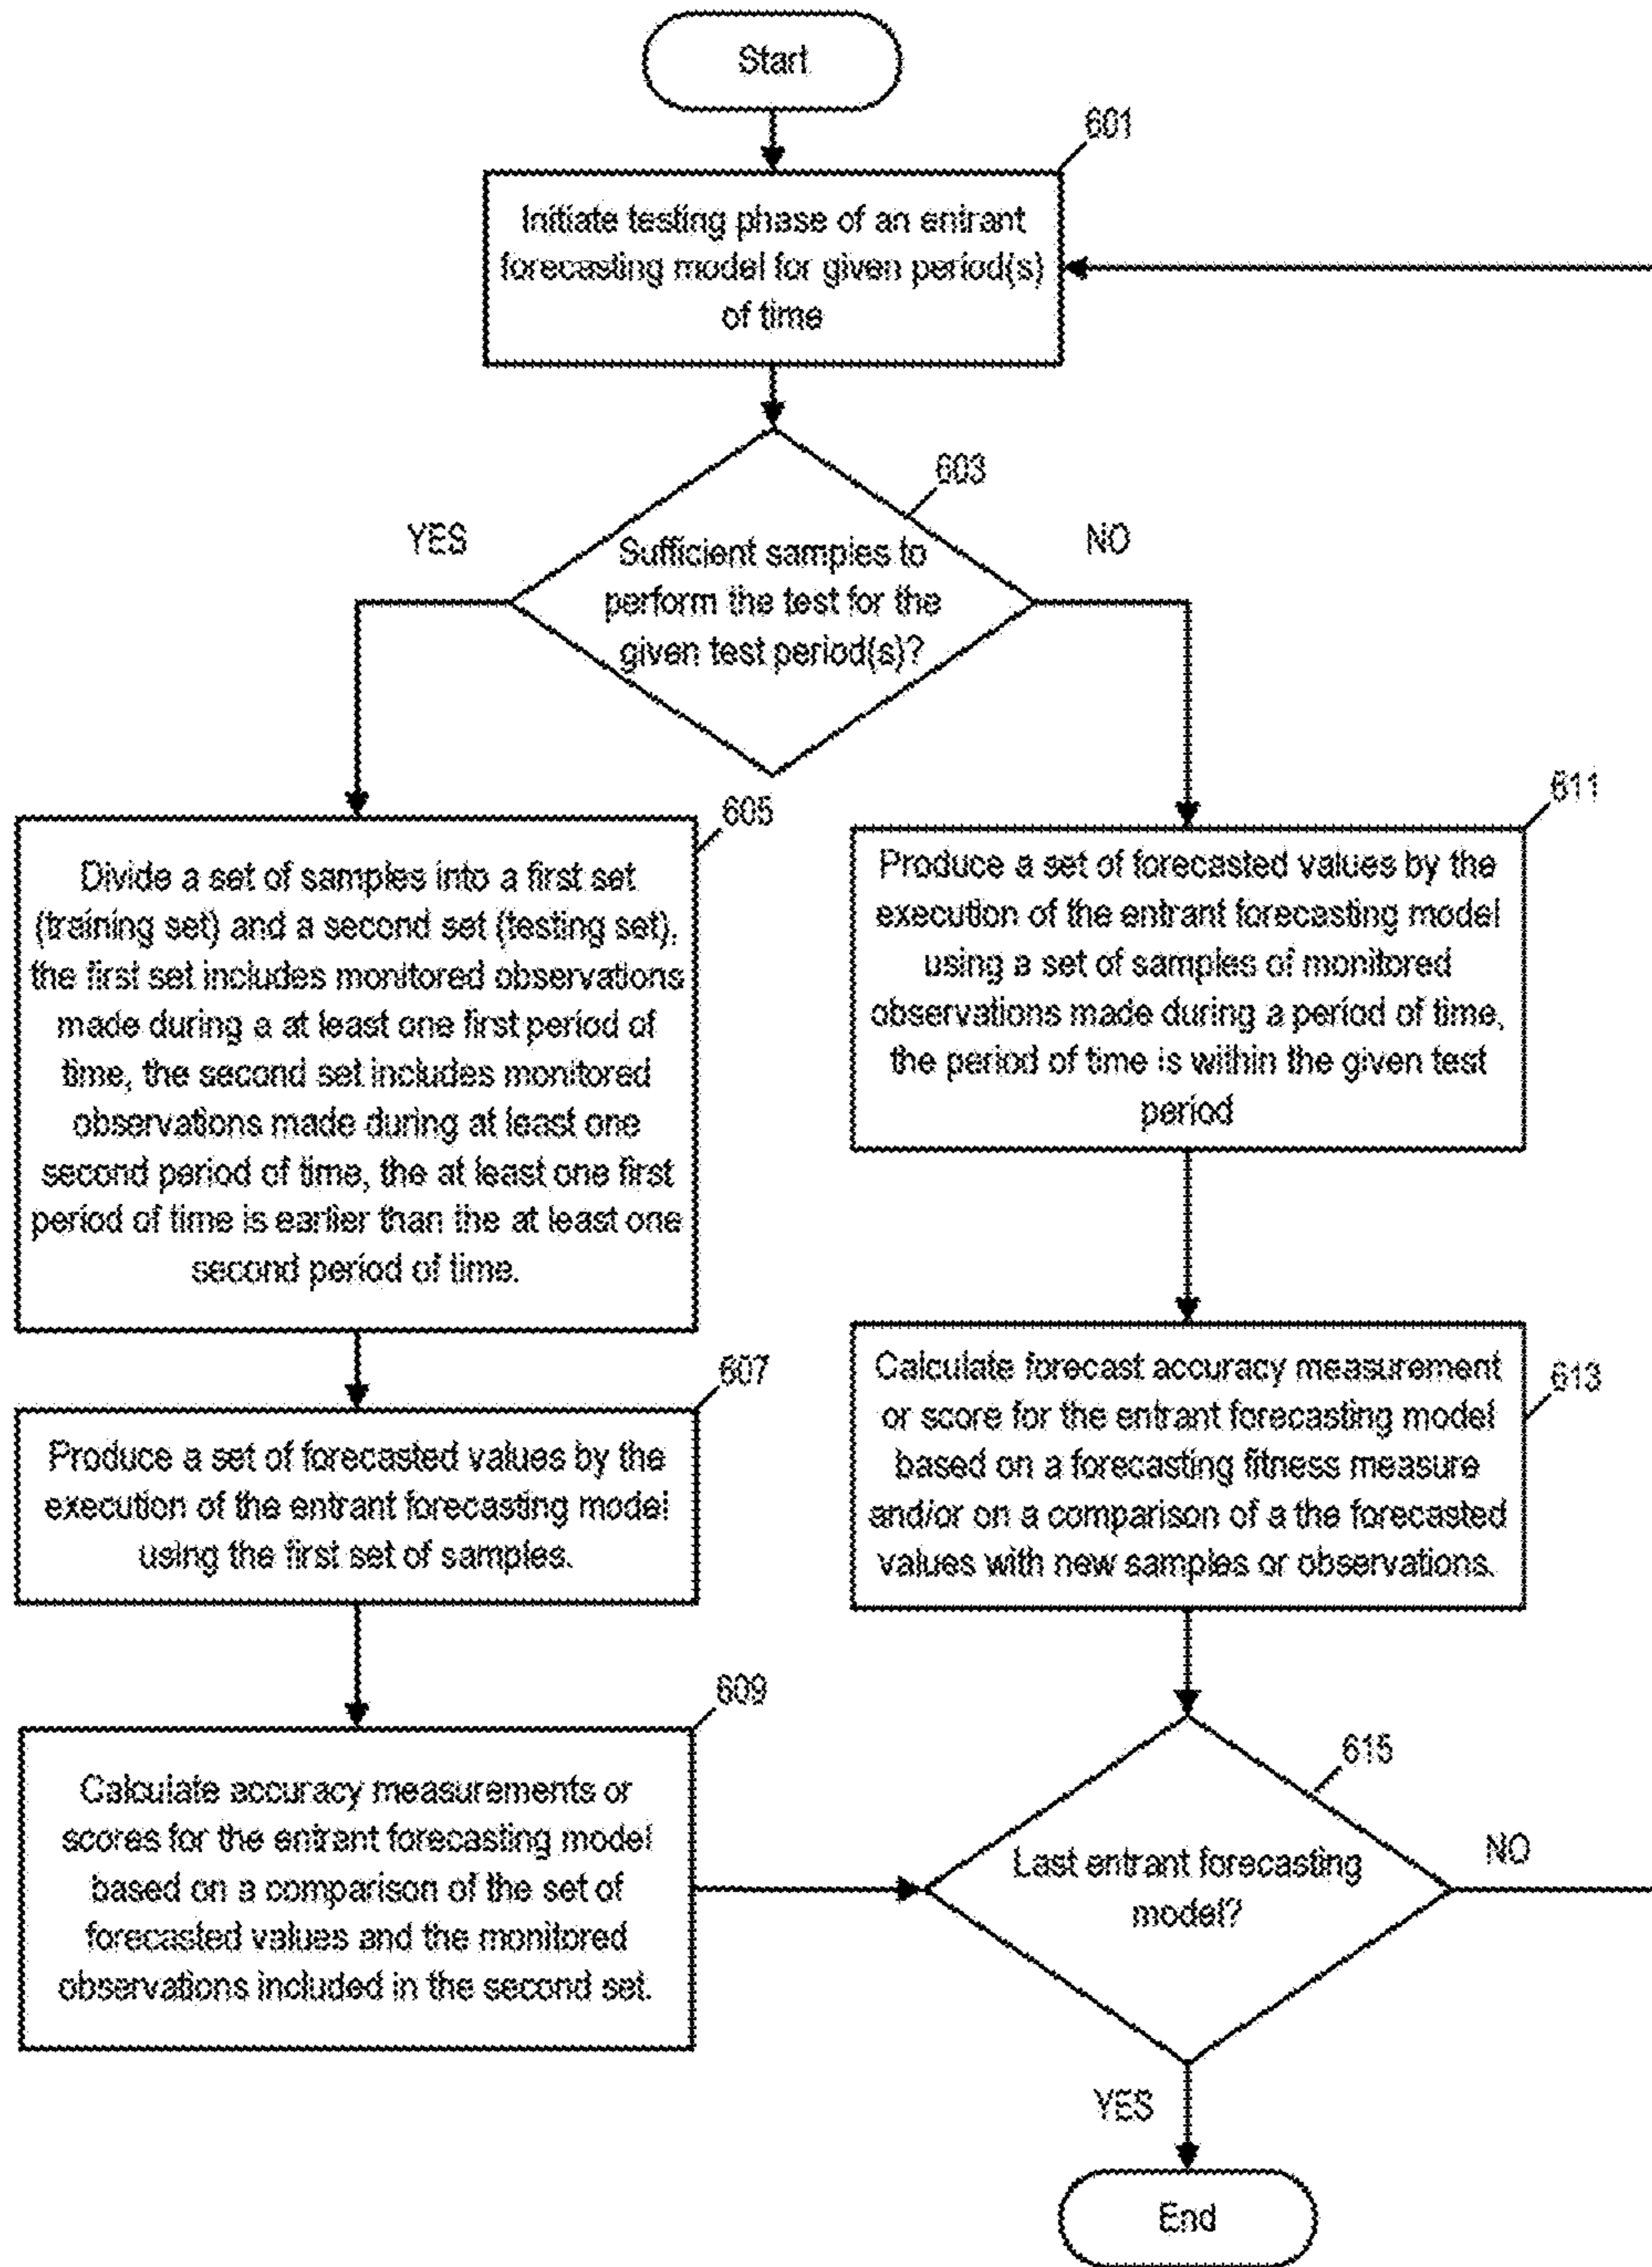 Start
601
Initiate testing phase of an entrant
forecasting model for given period(s)
of time
603
YES
NO
Sufficient samples to
perform the test for the
given test period(s)?
605
Divide a set of samples into a first set
(training set) and a second set (testing set),
the first set includes monitored observations
made during a at least one first period of
time, the second set includes monitored
observations made during at least one
second period of time, the at least one first
period of time is earlier than the at least one
second period of time.
611
Produce a set of forecasted values by the
execution of the entrant forecasting model
using a set of samples of monitored
observations made during a period of time,
the period of time is within the given test
period
607
Produce a set of forecasted values by the
execution of the entrant forecasting model
using the first set of samples.
613
Calculate forecast accuracy measurement
or score for the entrant forecasting model
based on a forecasting fitness measure
and/or on a comparison of a the forecasted
values with new samples or observations.
609
Calculate accuracy measurements or
scores for the entrant forecasting model
based on a comparison of the set of
forecasted values and the monitored
observations included in the second set.
615
Last entrant forecasting
model?
NO
YES
End